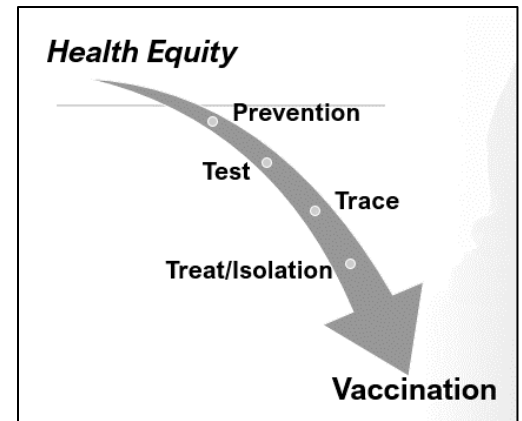 Health Equity
Prevention
Test
Trace
Treat/Isolation
Vaccination